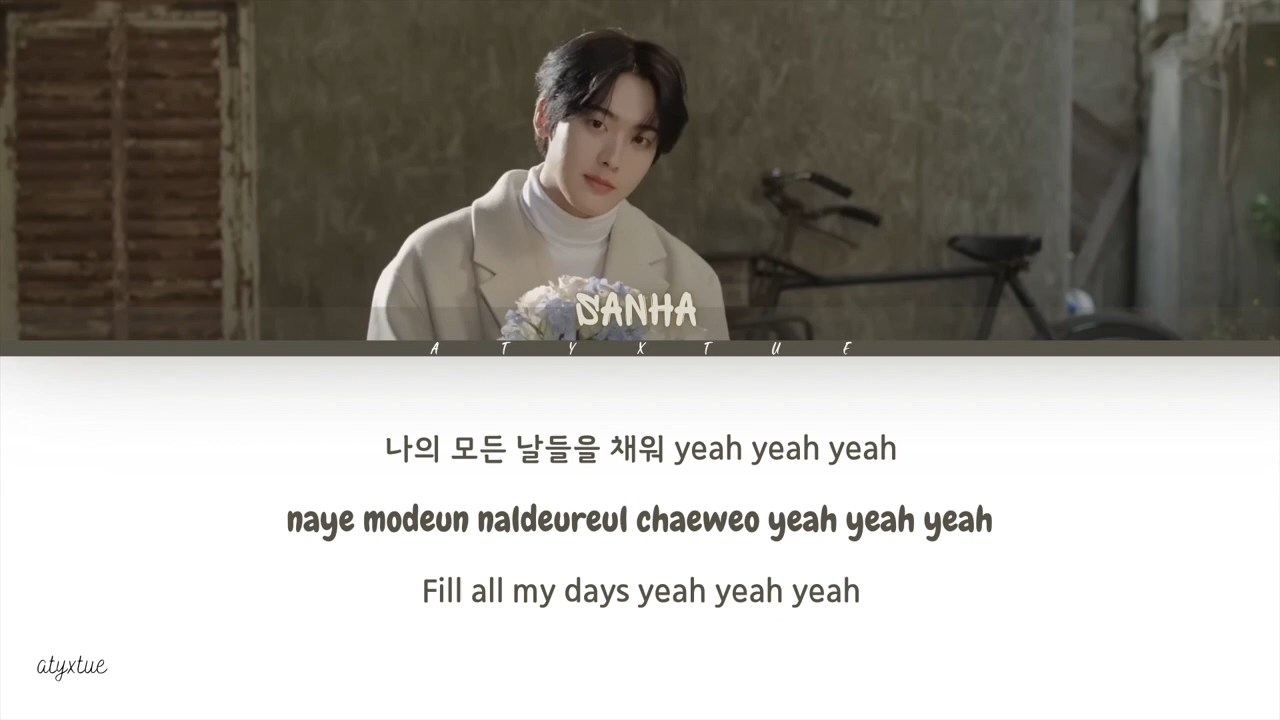 SANHA
A T Y X T U E
나의 모든 날들을 채워 yeah yeah yeah
naye modeun naldeureul chaeweo yeah yeah yeah
Fill all my days yeah yeah yeah
atyxtue